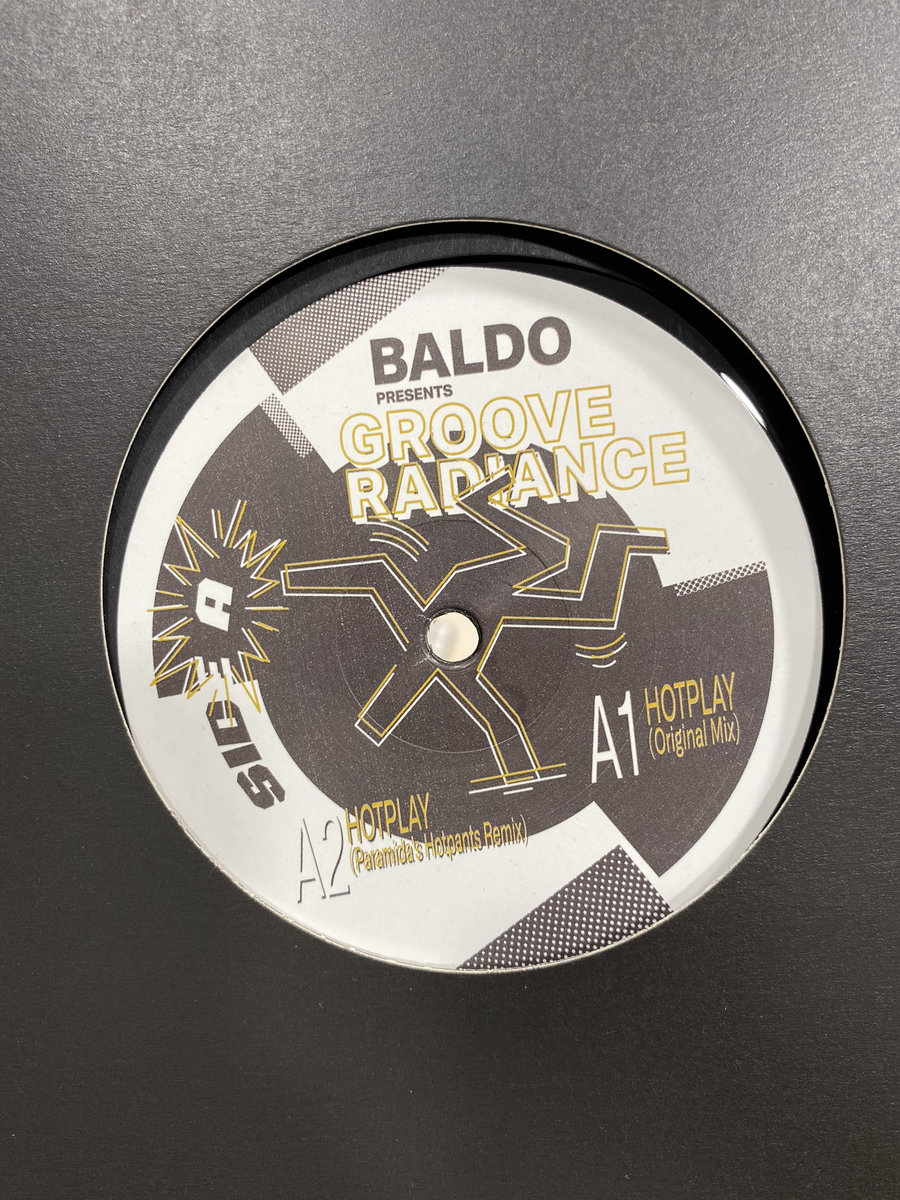 BALDO
PRESENTS
GROOVE
RADIANCE
SIDE A
A1 HOTPLAY
(Original Mix)
A2 HOTPLAY
(Paramida's Hotpants Remix)